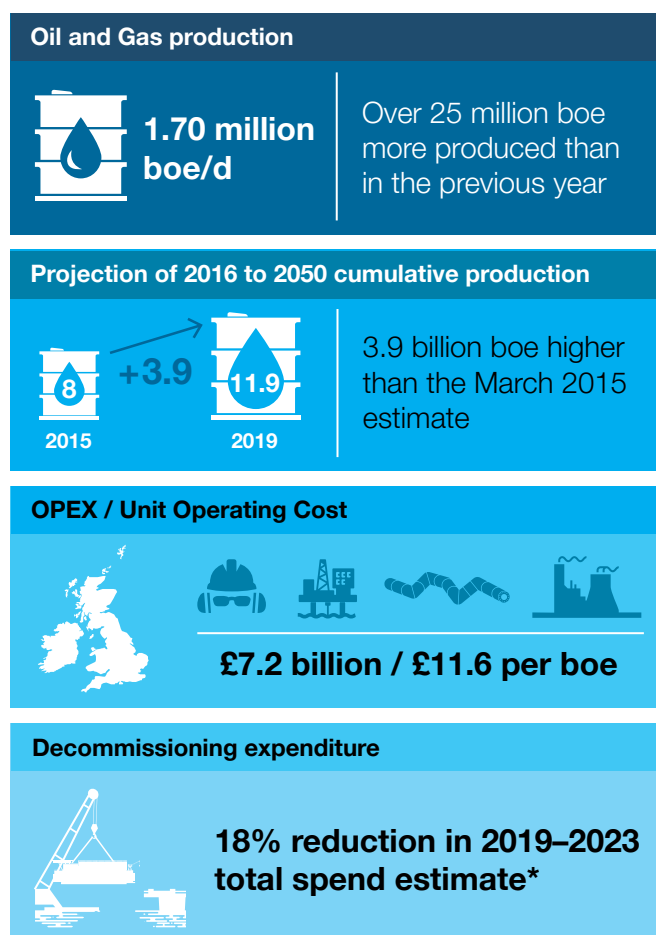 Oil and Gas production
1.70 million
boe/d
Over 25 million boe
more produced than
in the previous year
Projection of 2016 to 2050 cumulative production
8
+3.9
11.9
2015
2019
3.9 billion boe higher
than the March 2015
estimate
OPEX / Unit Operating Cost
£7.2 billion / £11.6 per boe
Decommissioning expenditure
18% reduction in 2019–2023
total spend estimate*